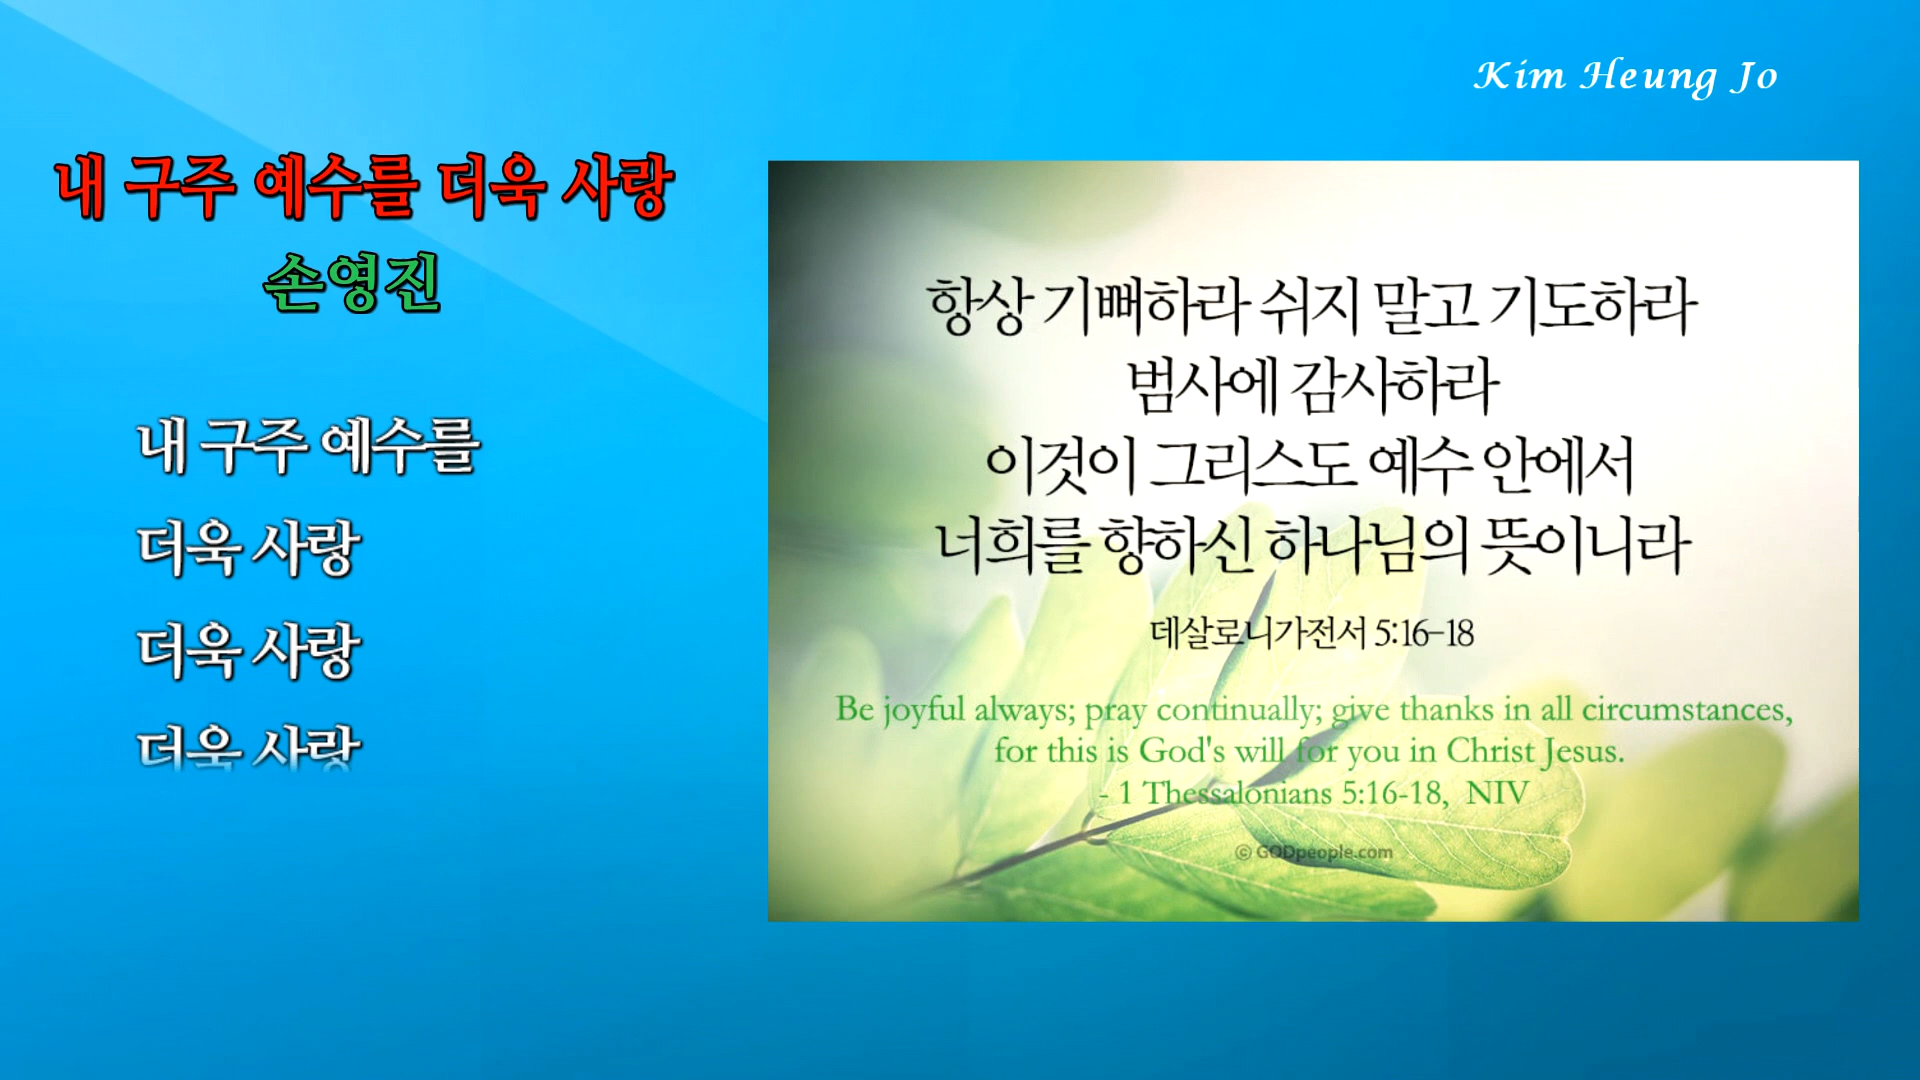 Kim Heung Jo
내 구주 예수를 더욱 사랑
손영진
내 구주 예수를
더욱 사랑
더욱 사랑
더욱 사랑
항상 기뻐하라 쉬지 말고 기도하라
범사에 감사하라
이것이 그리스도 예수 안에서
너희를 향하신 하나님의 뜻이니라
데살로니가전서 5:16-18
Be joyful always; pray continually; give thanks in all circumstances,
for this is God's will for you in Christ Jesus.
- 1 Thessalonians 5:16-18, NIV
© GODpeople.com